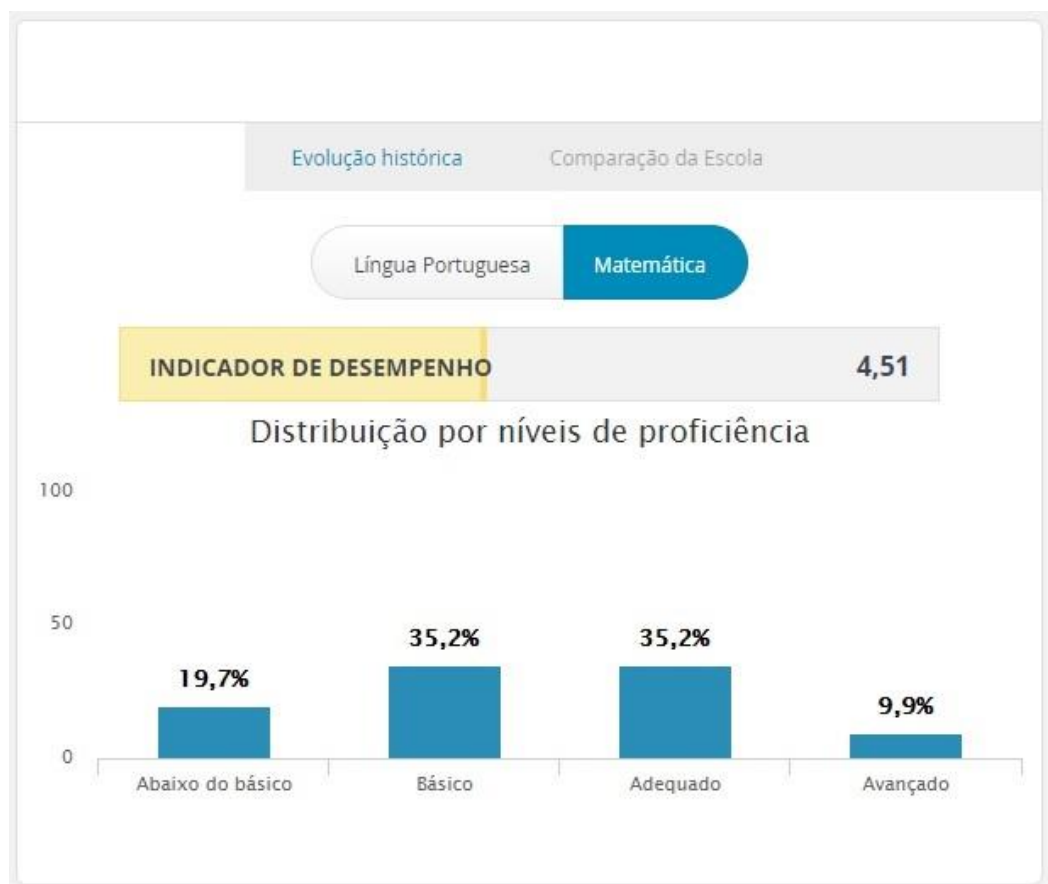 Evolução histórica Comparação da Escola
Língua Portuguesa Matemática
INDICADOR DE DESEMPENHO 4,51
Distribuição por níveis de proficiência
100
50
35,2% 35,2%
19,7%
9,9%
0
Abaixo do básico Básico Adequado Avançado